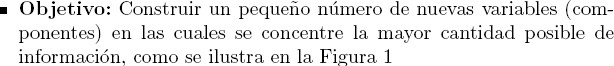 ▪ Objetivo: Construir un pequeño número de nuevas variables (com-
ponentes) en las cuales se concentre la mayor cantidad posible de
información, como se ilustra en la Figura 1